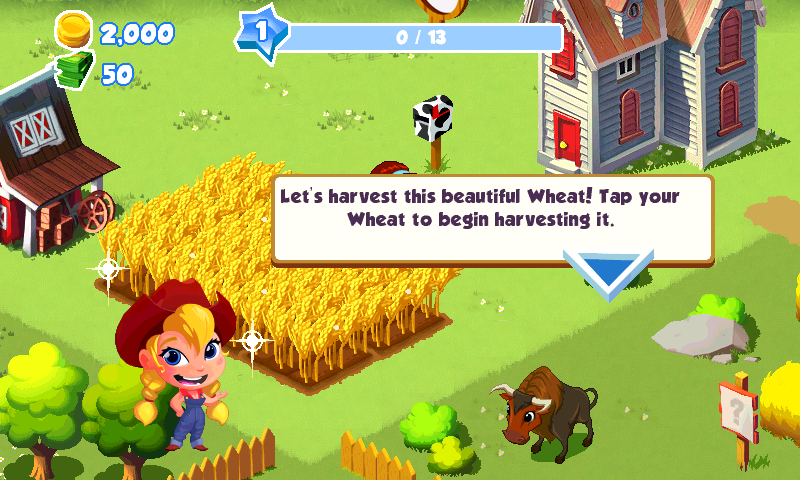 2,000
1
0 / 13
50
Let's harvest this beautiful Wheat! Tap your
Wheat to begin harvesting it.
?